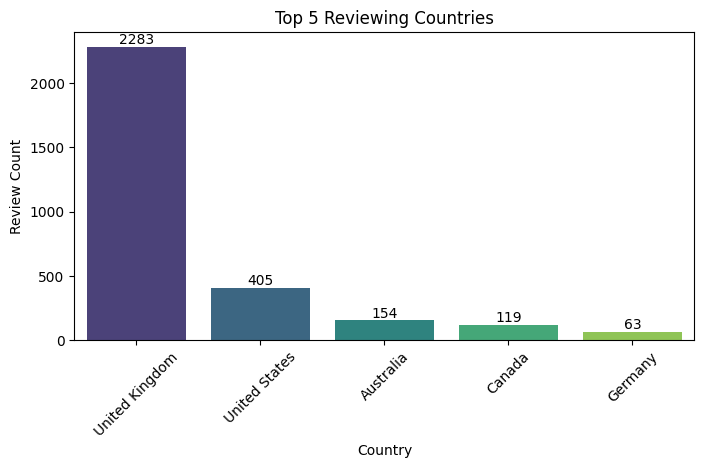 Top 5 Reviewing Countries
Review Count
2000
1500
1000
500
0
2283
405
154
119
63
United Kingdom
United States
Australia
Canada
Germany
Country